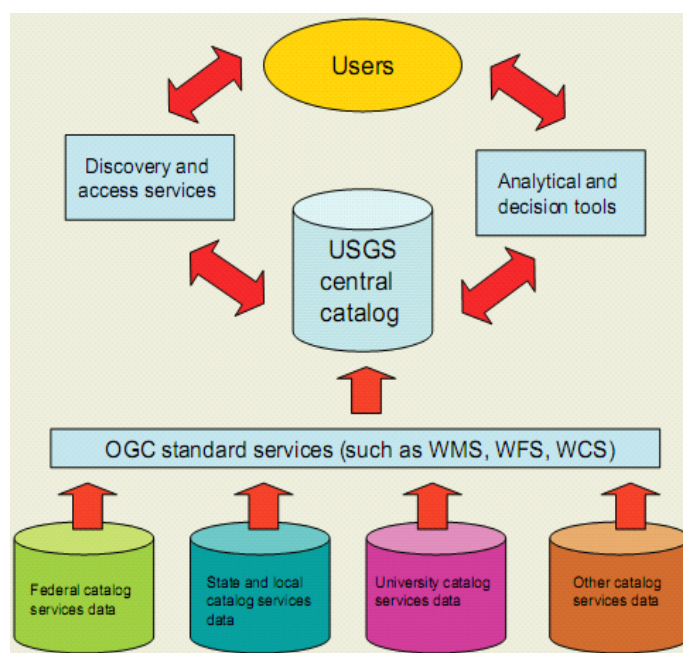 Users
Discovery and
access services
Analytical and
decision tools
USGS
central
catalog
OGC standard services (such as WMS, WFS, WCS)
Federal catalog
services data
State and local
catalog services
data
University catalog
services data
Other catalog
services data